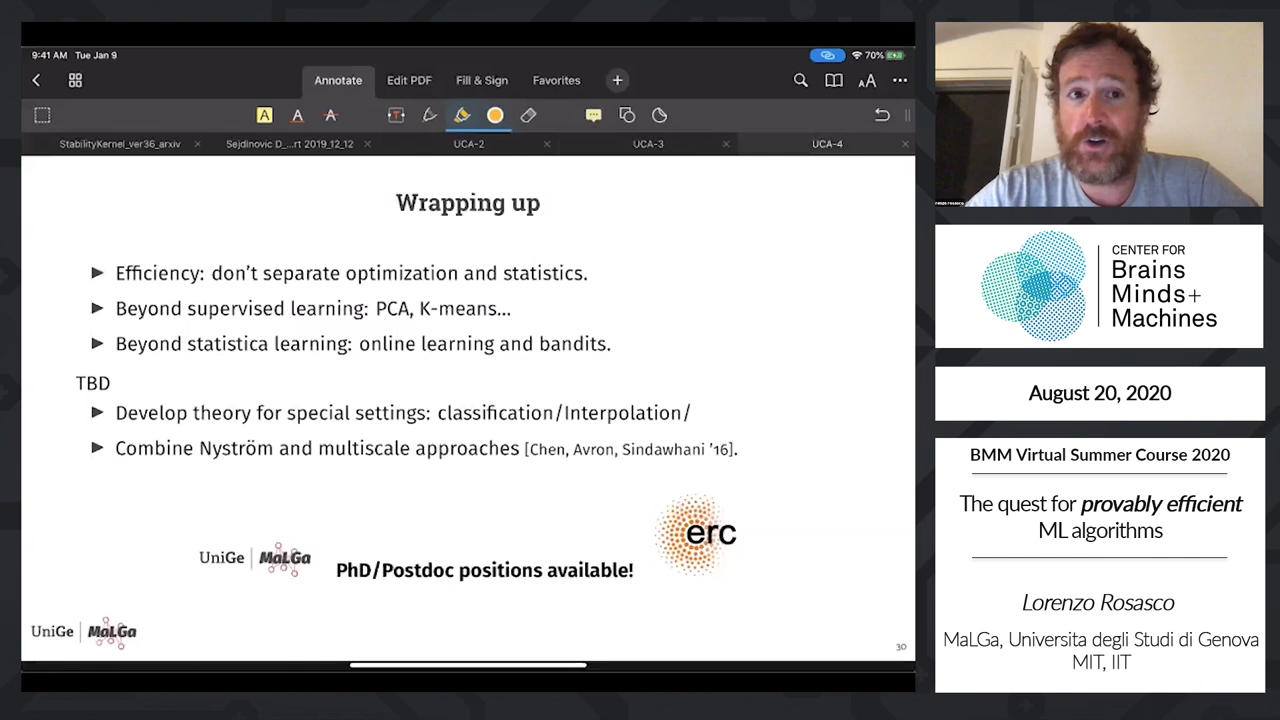 9:41 AM Tue Jan 9
70%
Annotate
Edit PDF
Fill & Sign
Favorites
StabilityKernel_ver36_arxiv
Sejdinovic D_...rt 2019_12_12
UCA-2
UCA-3
UCA-4
Wrapping up
Efficiency: don't separate optimization and statistics.
Beyond supervised learning: PCA, K-means...
Beyond statistica learning: online learning and bandits.
TBD
Develop theory for special settings: classification/Interpolation/
Combine Nyström and multiscale approaches [Chen, Avron, Sindawhani '16].
erc
UniGe MaLGa
PhD/Postdoc positions available!
UniGe MaLGa
30
CENTER FOR
Brains
Minds+
Machines
August 20, 2020
BMM Virtual Summer Course 2020
The quest for provably efficient
ML algorithms
Lorenzo Rosasco
MaLGa, Universita degli Studi di Genova
MIT, IIT